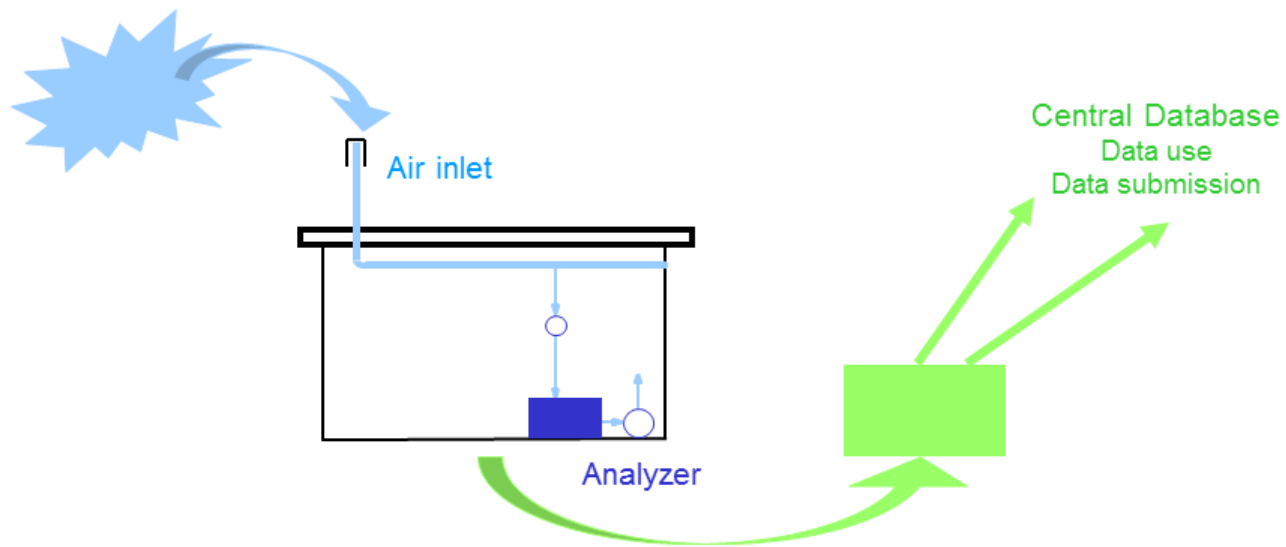 Air inlet
Analyzer
Central Database
Data use
Data submission